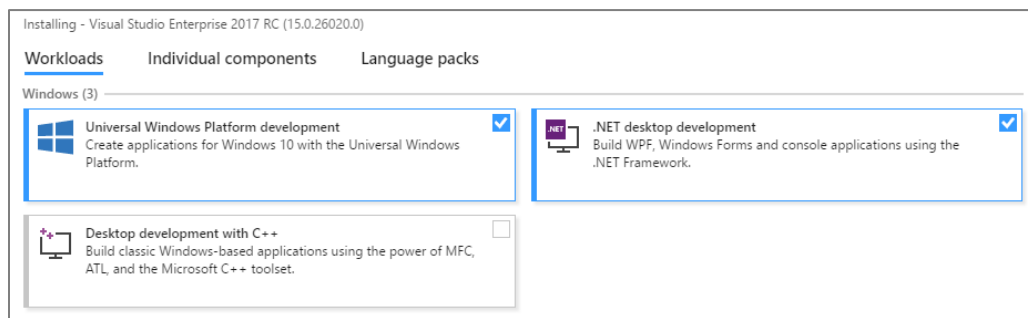 Installing - Visual Studio Enterprise 2017 RC (15.0.26020.0)
Workloads Individual components Language packs
Windows (3)
Universal Windows Platform development
Create applications for Windows 10 with the Universal Windows
Platform.
.NET
.NET desktop development
Build WPF, Windows Forms and console applications using the
.NET Framework.
Desktop development with C++
Build classic Windows-based applications using the power of MFC,
ATL, and the Microsoft C++ toolset.